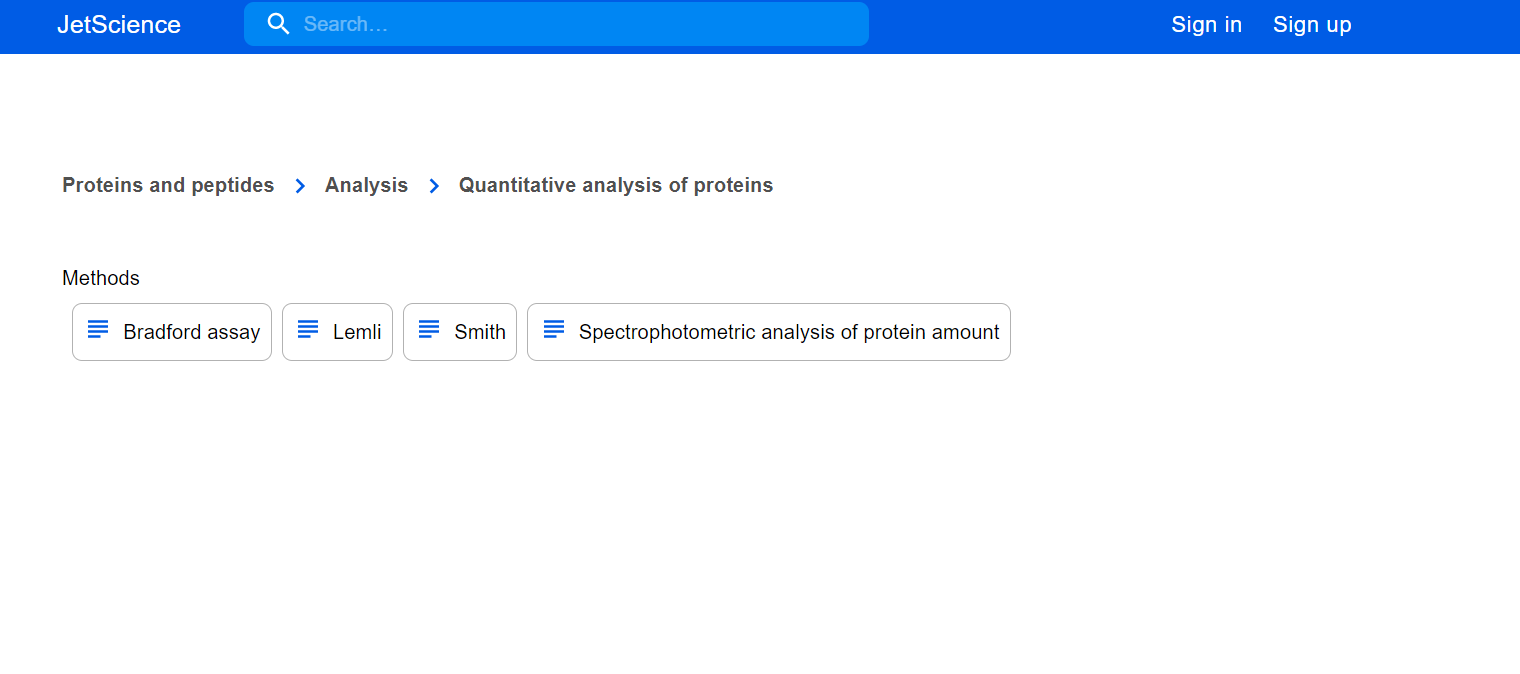 JetScience Search... Sign in Sign up
Proteins and peptides Analysis Quantitative analysis of proteins
Methods
Bradford assay Lemli Smith Spectrophotometric analysis of protein amount